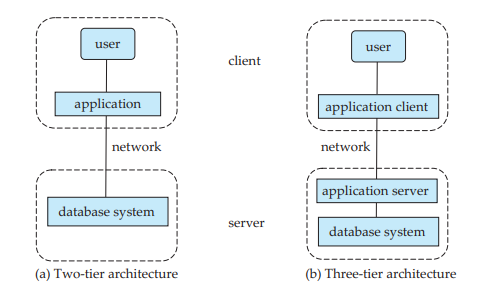 user
application
network
database system
(a) Two-tier architecture
client
server
user
application client
network
application server
database system
(b) Three-tier architecture